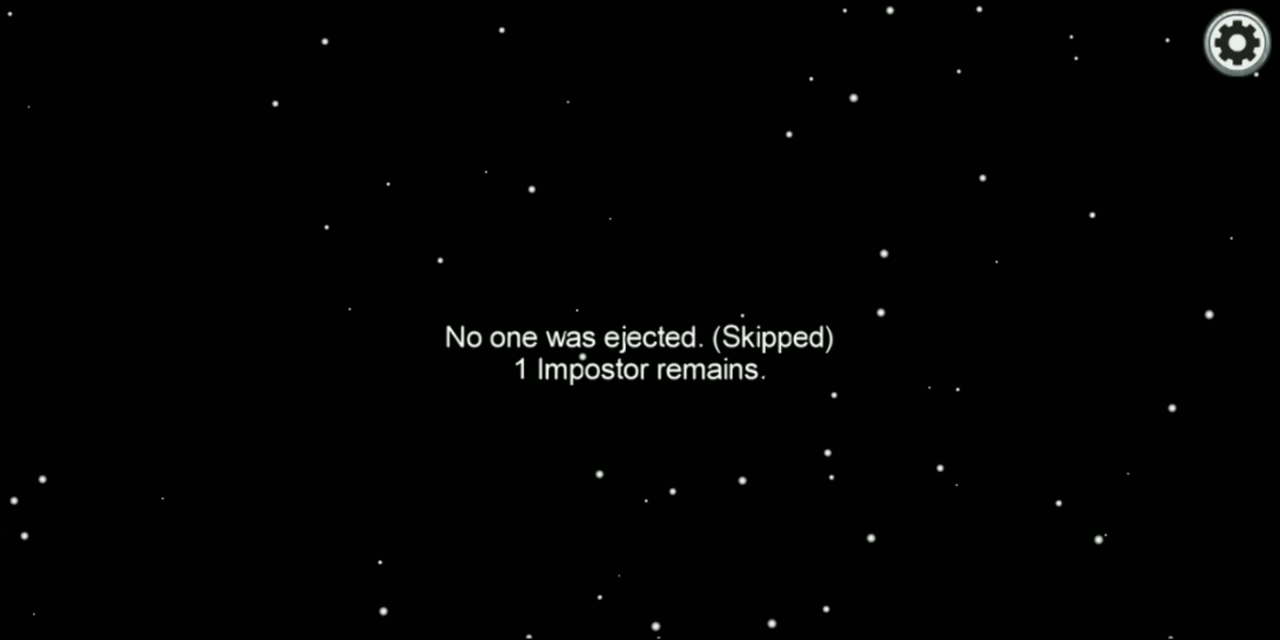 No one was ejected. (Skipped)
1 Impostor remains.